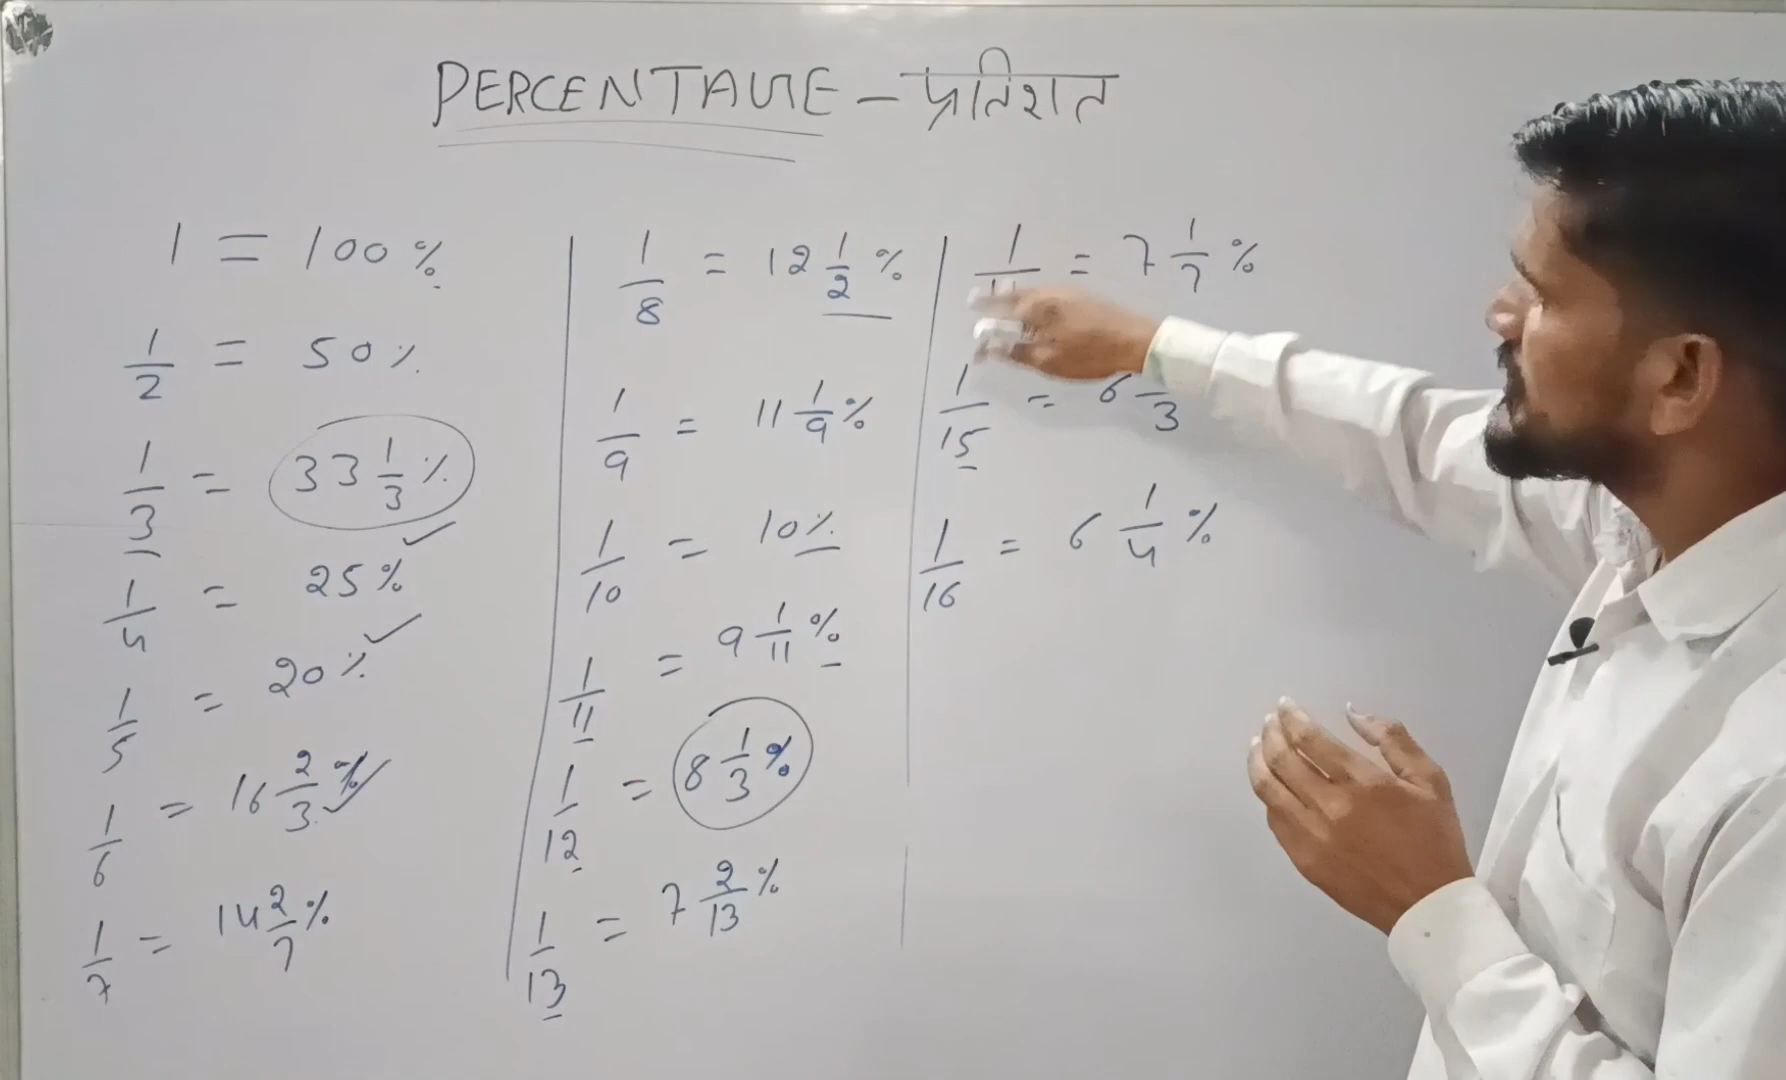 PERCENTAGE - प्रतिशत
1 = 100%
1/2 = 50%
1/3 = 33 1/3 %
1/4 = 25%
1/5 = 20%
1/6 = 16 2/3 %
1/7 = 14 2/7 %
1/8 = 12 1/2 %
1/9 = 11 1/9 %
1/10 = 10%
1/11 = 9 1/11 %
1/12 = 8 1/3 %
1/13 = 7 2/13 %
1/ = 7 1/7 %
1/15 = 6 /3
1/16 = 6 1/4 %